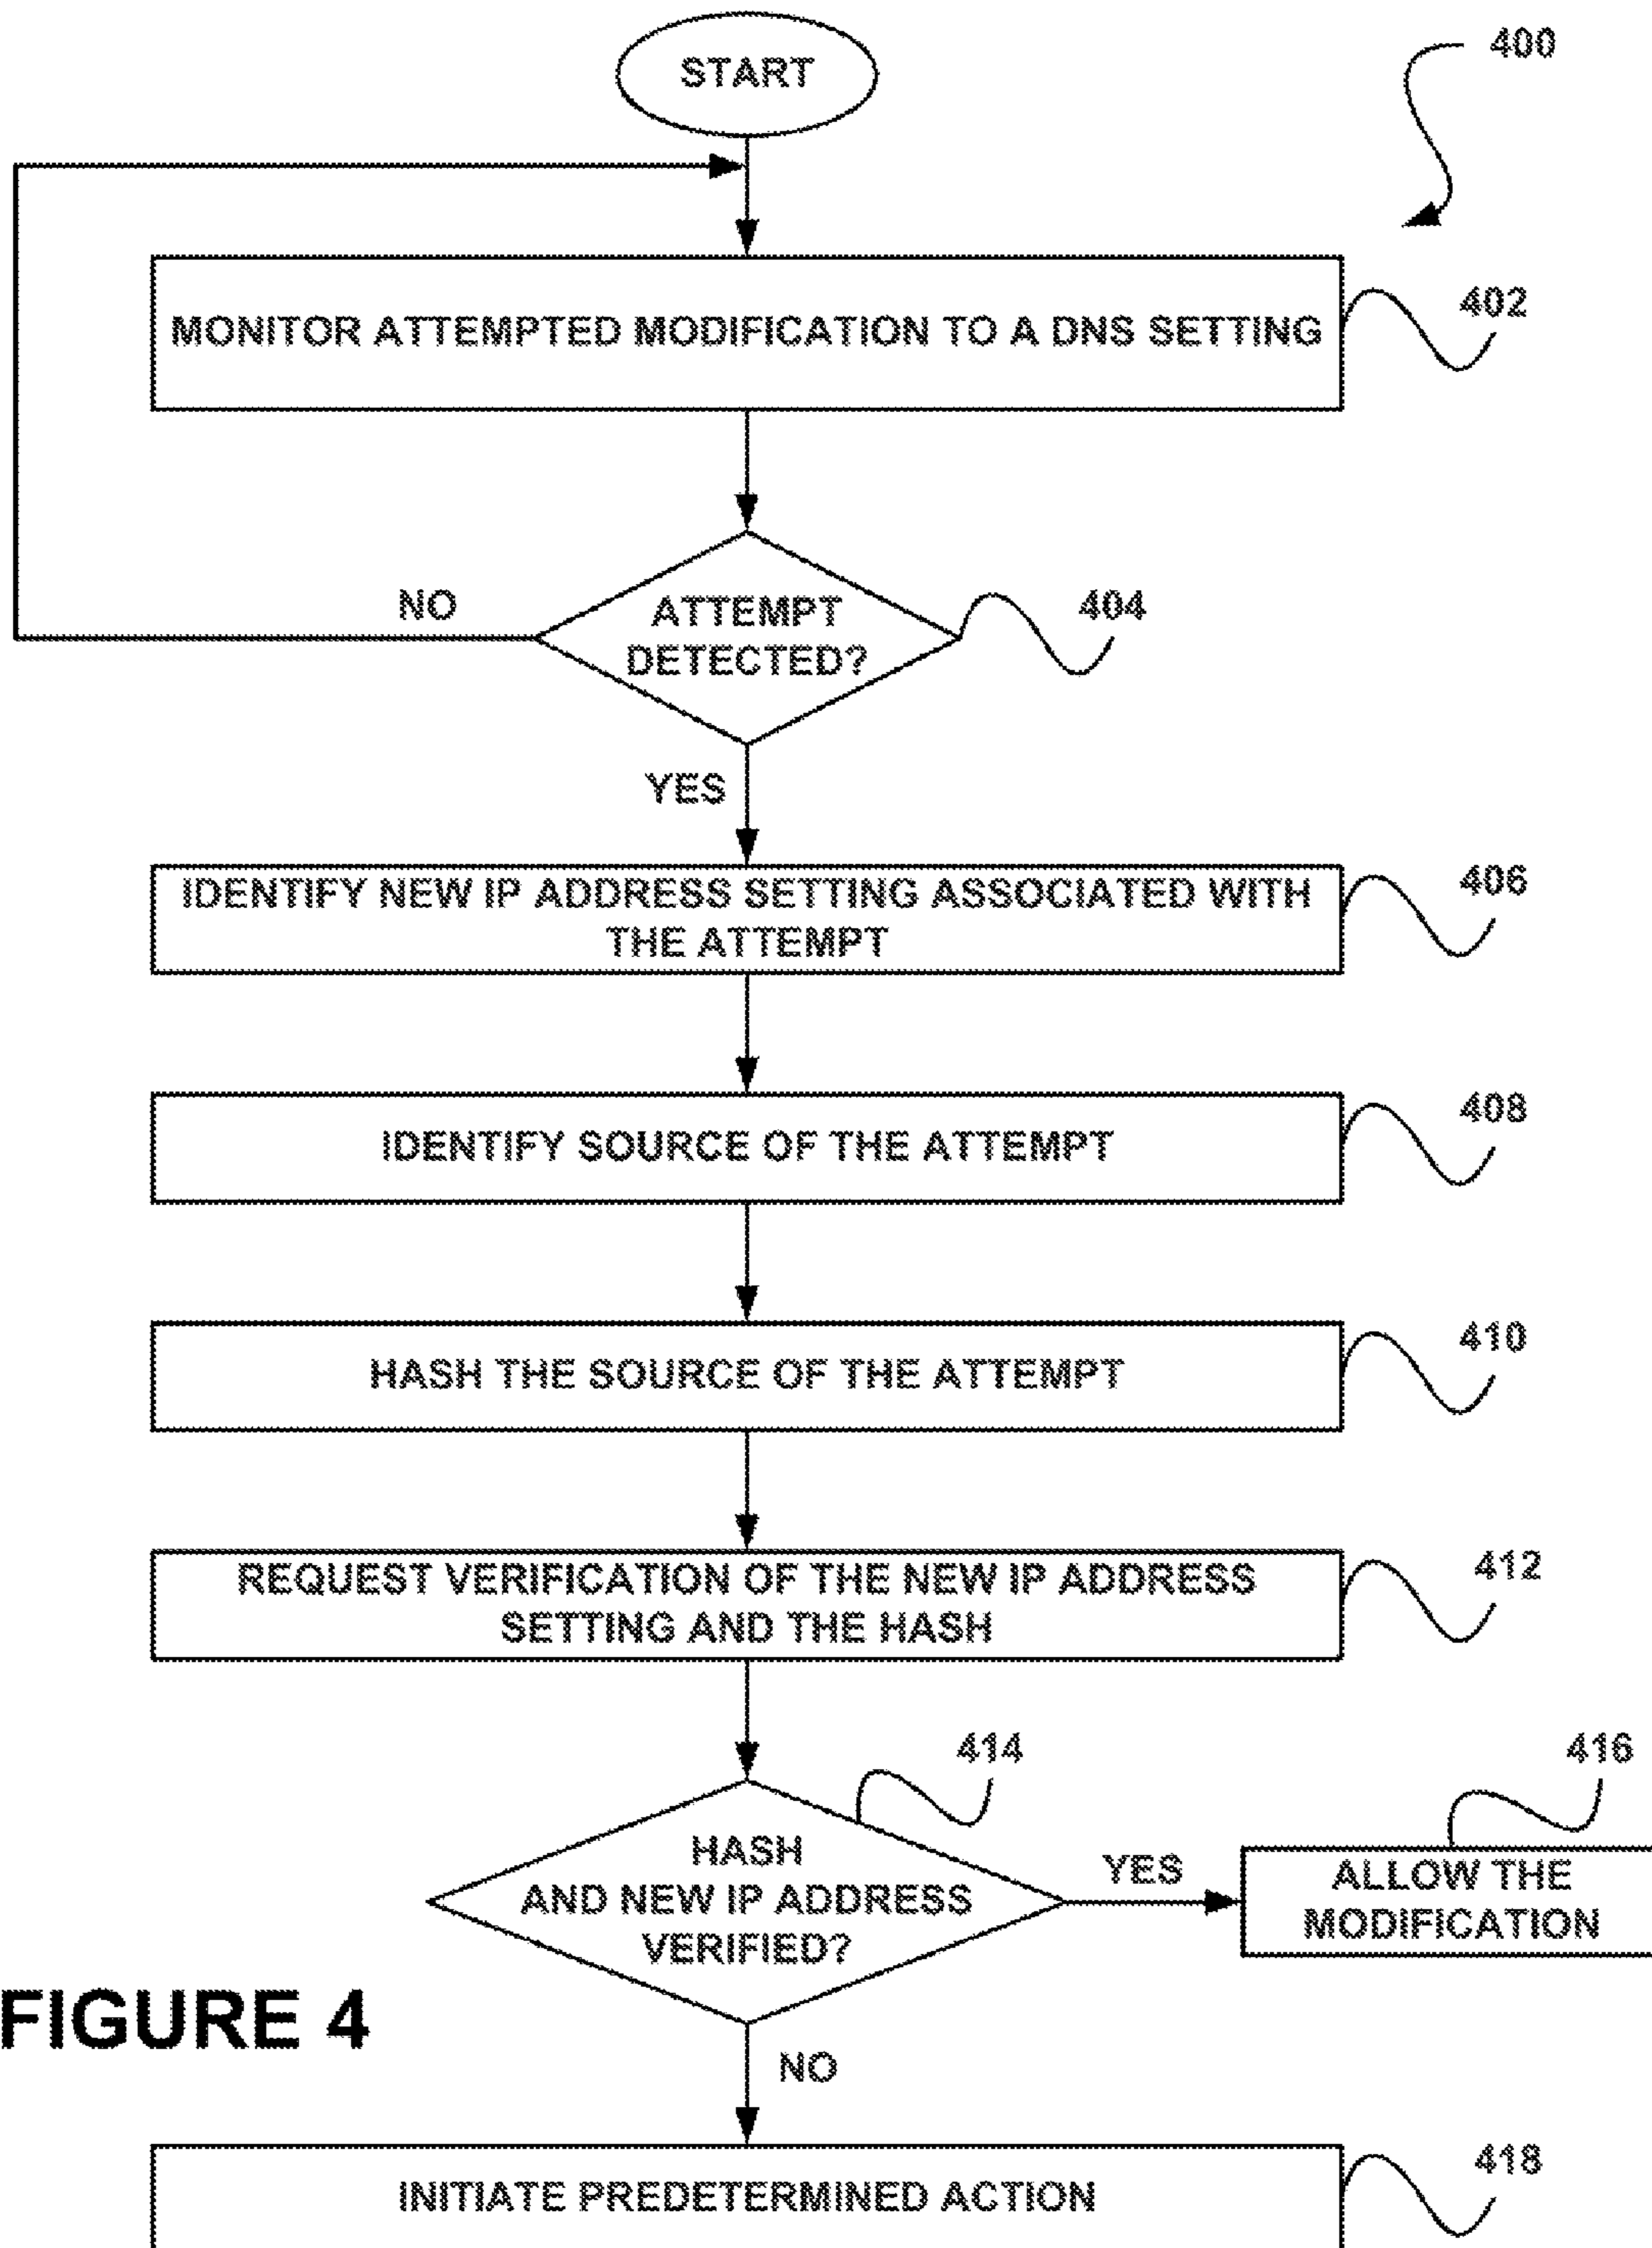 START
400
MONITOR ATTEMPTED MODIFICATION TO A DNS SETTING
402
NO
ATTEMPT
DETECTED?
404
YES
IDENTIFY NEW IP ADDRESS SETTING ASSOCIATED WITH
THE ATTEMPT
406
IDENTIFY SOURCE OF THE ATTEMPT
408
HASH THE SOURCE OF THE ATTEMPT
410
REQUEST VERIFICATION OF THE NEW IP ADDRESS
SETTING AND THE HASH
412
414
416
HASH
AND NEW IP ADDRESS
VERIFIED?
YES
ALLOW THE
MODIFICATION
FIGURE 4
NO
INITIATE PREDETERMINED ACTION
418